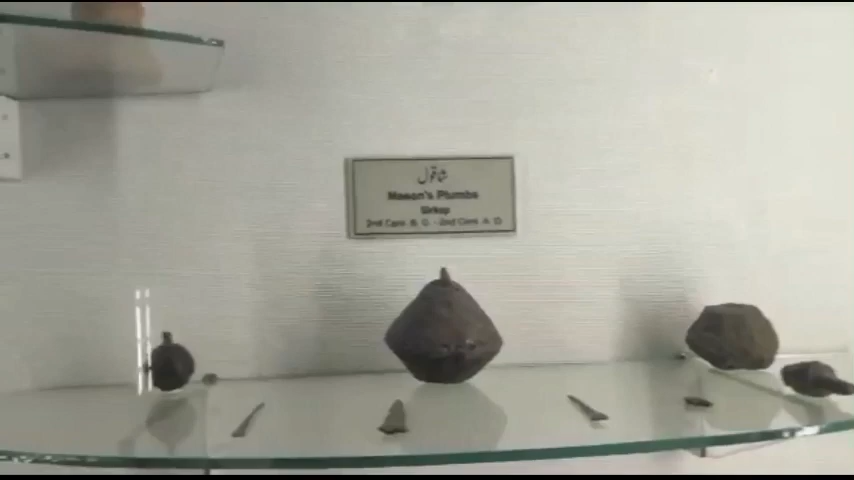 شاقول
Mason's Plumbs
Sirkap
2nd Cent. B. C. - 2nd Cent. A. D